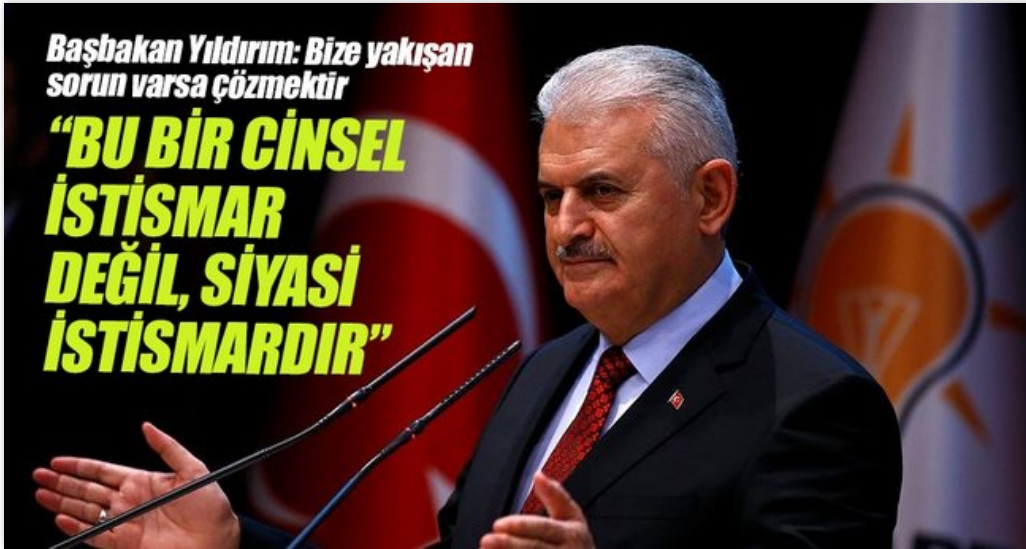 Başbakan Yıldırım: Bize yakışan
sorun varsa çözmektir
“BU BİR CİNSEL
İSTİSMAR
DEĞİL, SİYASİ
İSTİSMARDIR”